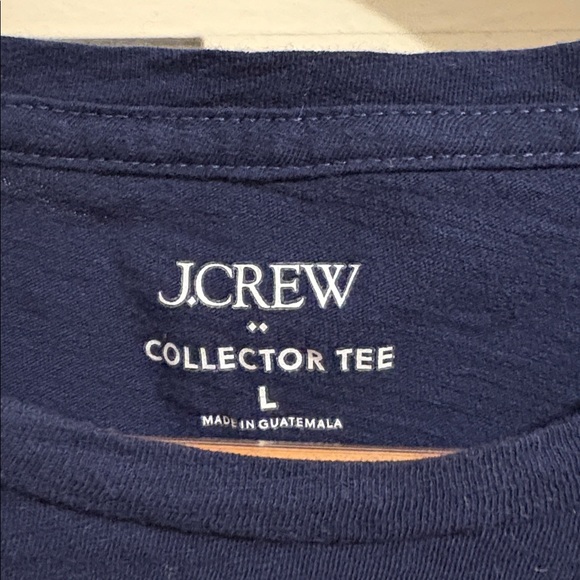 J.CREW
COLLECTOR TEE
L
MADE IN GUATEMALA